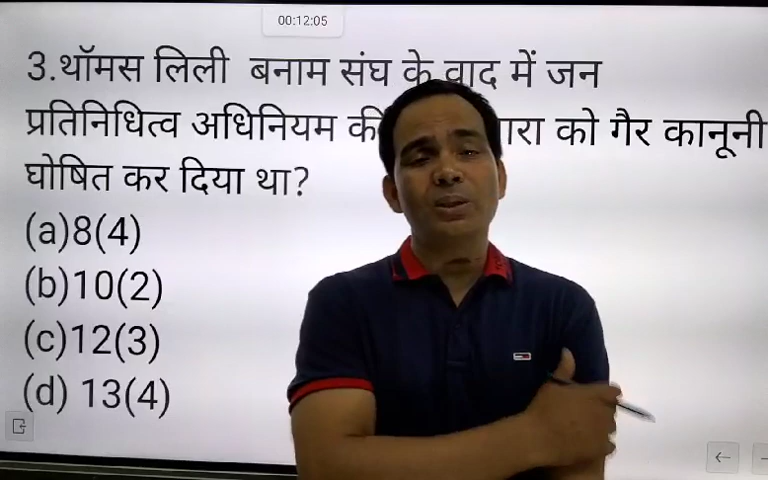 00:12:05
3.थॉमस लिली बनाम संघ के वाद में जन
प्रतिनिधित्व अधिनियम की को गैर कानूनी
घोषित कर दिया था?
(a)8(4)
(b)10(2)
(c)12(3)
(d) 13(4)